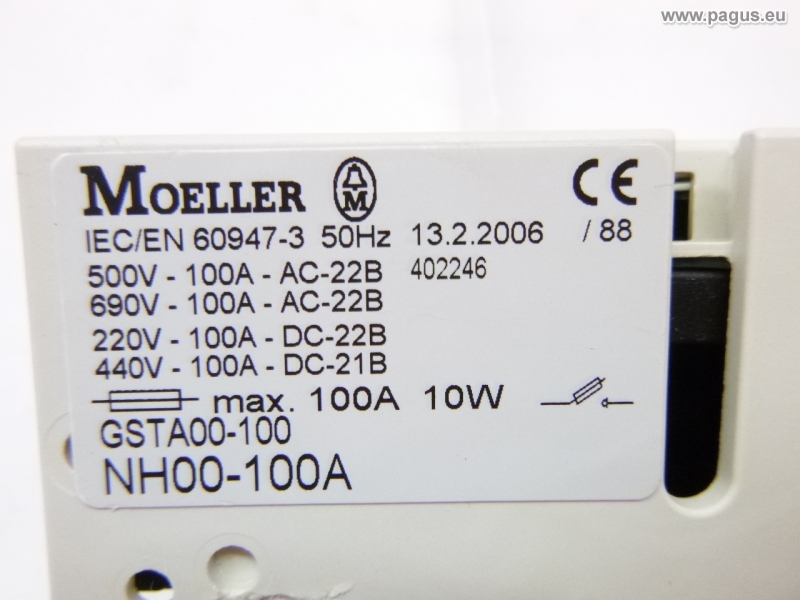 www.pagus.eu
MOELLER M CE
IEC/EN 60947-3 50Hz 13.2.2006 / 88
500V - 100A - AC-22B 402246
690V - 100A - AC-22B
220V - 100A - DC-22B
440V - 100A - DC-21B
max. 100A 10W
GSTA00-100
NH00-100A